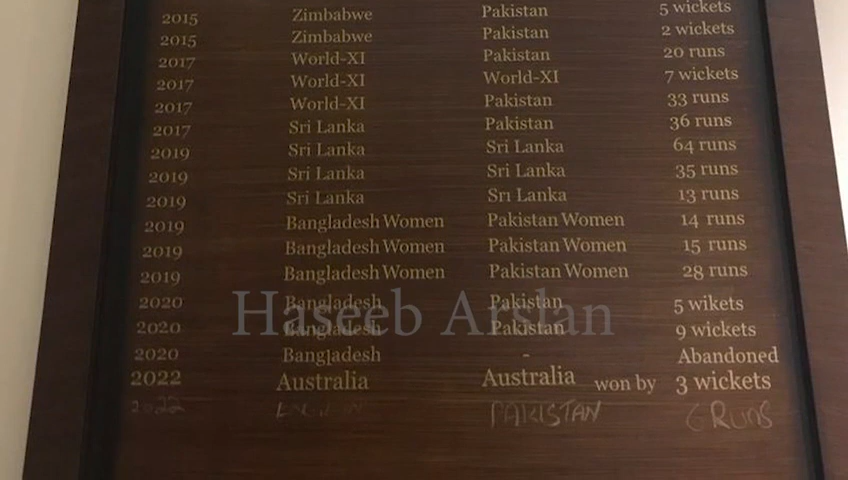 2015 Zimbabwe Pakistan 5 wickets
2015 Zimbabwe Pakistan 2 wickets
2017 World-XI Pakistan 20 runs
2017 World-XI World-XI 7 wickets
2017 World-XI Pakistan 33 runs
2017 Sri Lanka Pakistan 36 runs
2019 Sri Lanka Sri Lanka 64 runs
2019 Sri Lanka Sri Lanka 35 runs
2019 Sri Lanka Sri Lanka 13 runs
2019 Bangladesh Women Pakistan Women 14 runs
2019 Bangladesh Women Pakistan Women 15 runs
2019 Bangladesh Women Pakistan Women 28 runs
2020 Bangladesh Pakistan 5 wikets
Haseeb Arslan
2020 Bangladesh Pakistan 9 wickets
2020 Bangladesh - Abandoned
2022 Australia Australia won by 3 wickets
2022 PAKISTAN 6 RUNS